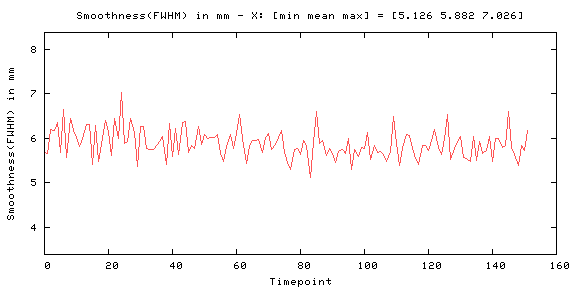 Smoothness(FWHM) in mm - X: [min mean max] = [5.126 5.882 7.026]
8
7
6
5
4
Smoothness(FWHM) in mm
0 20 40 60 80 100 120 140 160
Timepoint